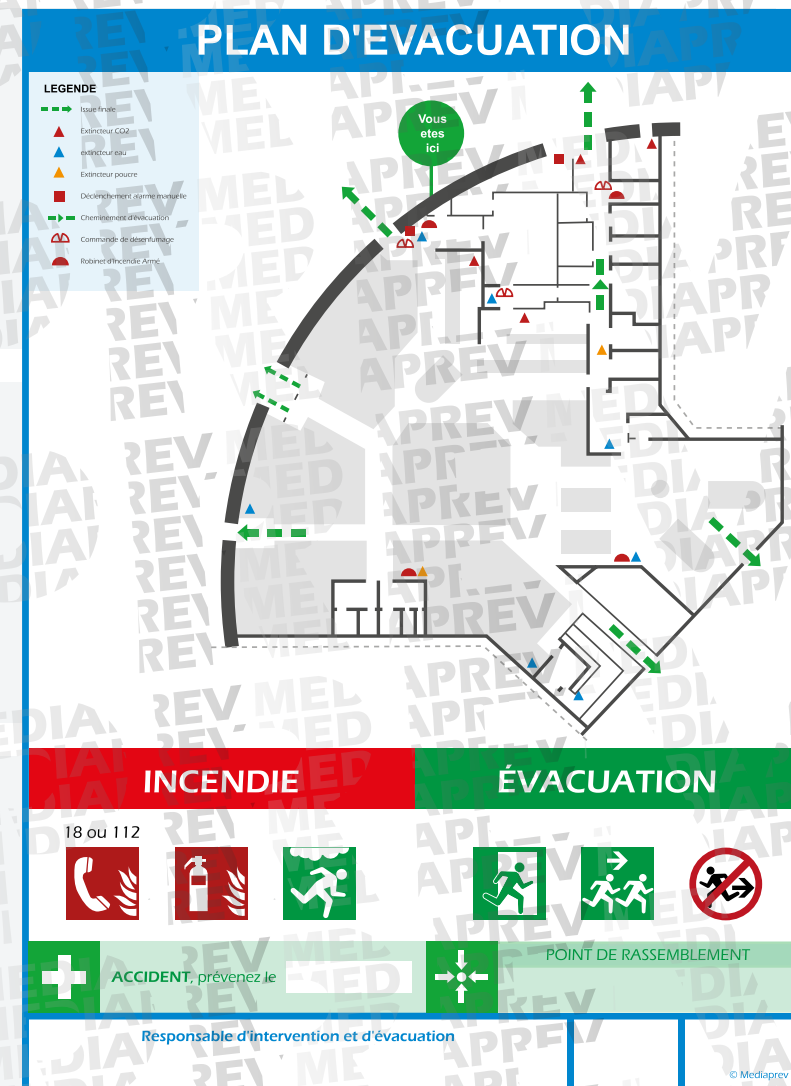 PLAN D'EVACUATION
LEGENDE
Issue finale
Extincteur CO2
extincteur eau
Extincteur poudre
Déclenchement alarme manuelle
Cheminement d'évacuation
Commande de désenfumage
Robinet d'Incendie Armé
Vous
etes
ici
INCENDIE
ÉVACUATION
18 ou 112
ACCIDENT, prévenez le
POINT DE RASSEMBLEMENT
Responsable d'intervention et d'évacuation
© Mediaprev